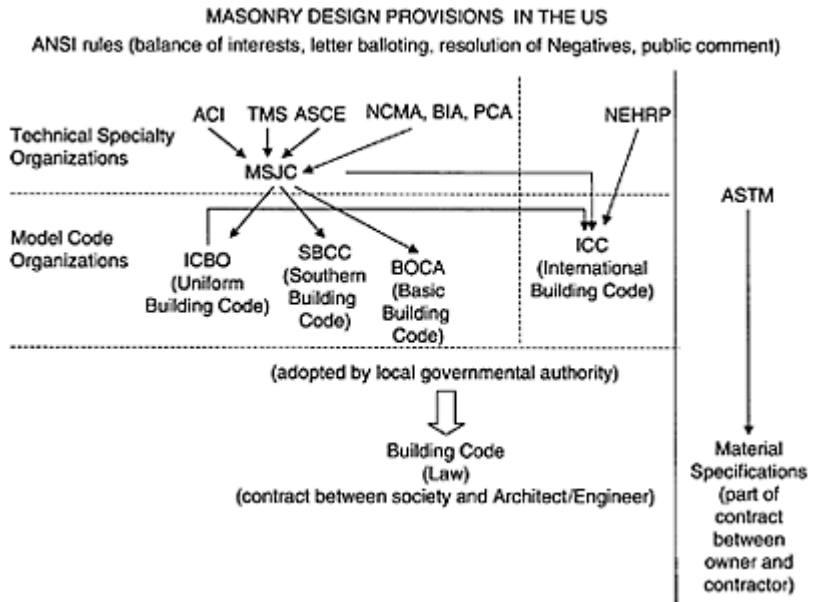 MASONRY DESIGN PROVISIONS IN THE US
ANSI rules (balance of interests, letter balloting, resolution of Negatives, public comment)
ACI TMS ASCE NCMA, BIA, PCA NEHRP
Technical Specialty
Organizations
MSJC
ASTM
Model Code
Organizations
ICBO
(Uniform
Building Code)
SBCC
(Southern
Building
Code)
BOCA
(Basic
Building
Code)
ICC
(International
Building Code)
(adopted by local governmental authority)
Building Code
(Law)
(contract between society and Architect/Engineer)
Material
Specifications
(part of
contract
between
owner and
contractor)